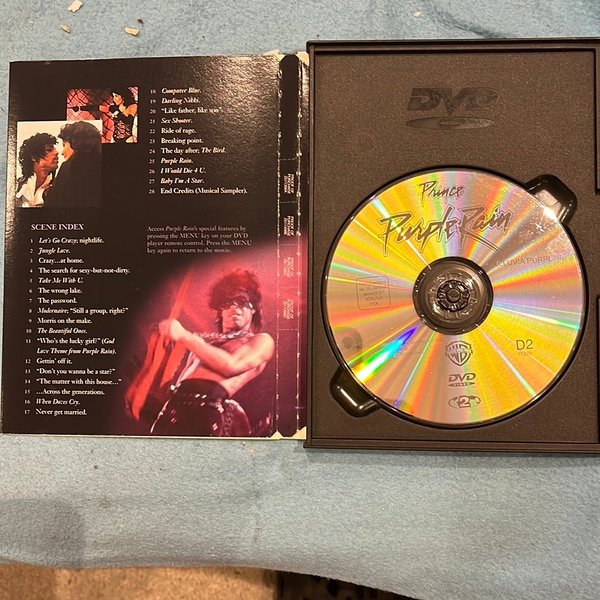 18 Computer Blue.
19 Darling Nikki.
20 "Like father, like son".
21 Sex Shooter.
22 Ride of rage.
23 Breaking point.
24 The day after; The Bird.
25 Purple Rain.
26 I Would Die 4 U.
27 Baby I'm A Star.
28 End Credits (Musical Sampler).
SCENE INDEX
1 Let's Go Crazy; nightlife.
2 Jungle Love.
3 Crazy...at home.
4 The search for sexy-but-not-dirty.
5 Take Me With U.
6 The wrong lake.
7 The password.
8 Modernaire; "Still a group, right?"
9 Morris on the make.
10 The Beautiful Ones.
11 "Who's the lucky girl?" (God
Love Theme from Purple Rain).
12 Gettin' off it.
13 "Don't you wanna be a star?"
14 "The matter with this house..."
15 ...Across the generations.
16 When Doves Cry.
17 Never get married.
Access Purple Rain's special features by
pressing the MENU key on your DVD
player remote control. Press the MENU
key again to return to the movie.
DVD
VIDEO
Prince
Purple Rain
LLUVIA PURPURA
D2
WB
DVD
VIDEO
2